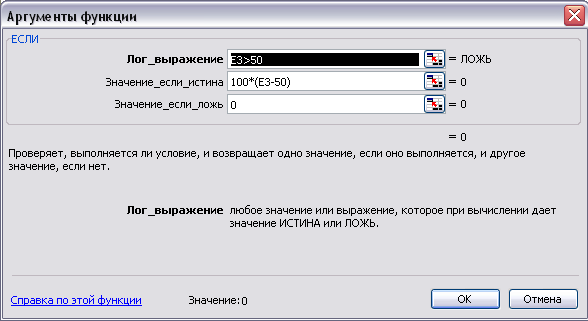 Аргументы функции
ЕСЛИ
Лог_выражение E3>50 = ЛОЖЬ
Значение_если_истина 100*(E3-50) = 0
Значение_если_ложь 0 = 0
= 0
Проверяет, выполняется ли условие, и возвращает одно значение, если оно выполняется, и другое
значение, если нет.
Лог_выражение любое значение или выражение, которое при вычислении дает
значение ИСТИНА или ЛОЖЬ.
Справка по этой функции Значение:0 OK Отмена